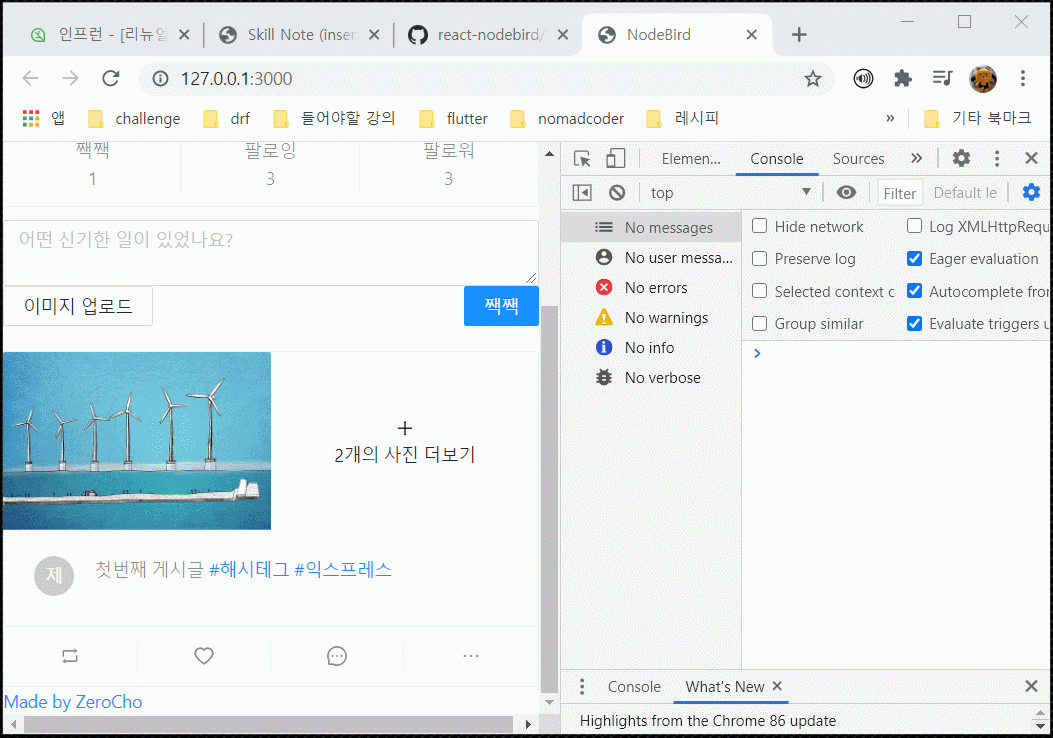 인프런 - [리뉴얼
Skill Note (inser
react-nodebird/
NodeBird
127.0.0.1:3000
앱
challenge
drf
들어야할 강의
flutter
nomadcoder
레시피
»
기타 북마크
짹짹
팔로잉
팔로워
1
3
3
어떤 신기한 일이 있었나요?
이미지 업로드
짹짹
2개의 사진 더보기
제
첫번째 게시글 #해시테그 #익스프레스
Made by ZeroCho
Elemen...
Console
Sources
»
top
Filter
Default le
No messages
No user messa...
No errors
No warnings
No info
No verbose
Hide network
Log XMLHttpRequ
Preserve log
Eager evaluation
Selected context c
Autocomplete fror
Group similar
Evaluate triggers u
Console
What's New
Highlights from the Chrome 86 update